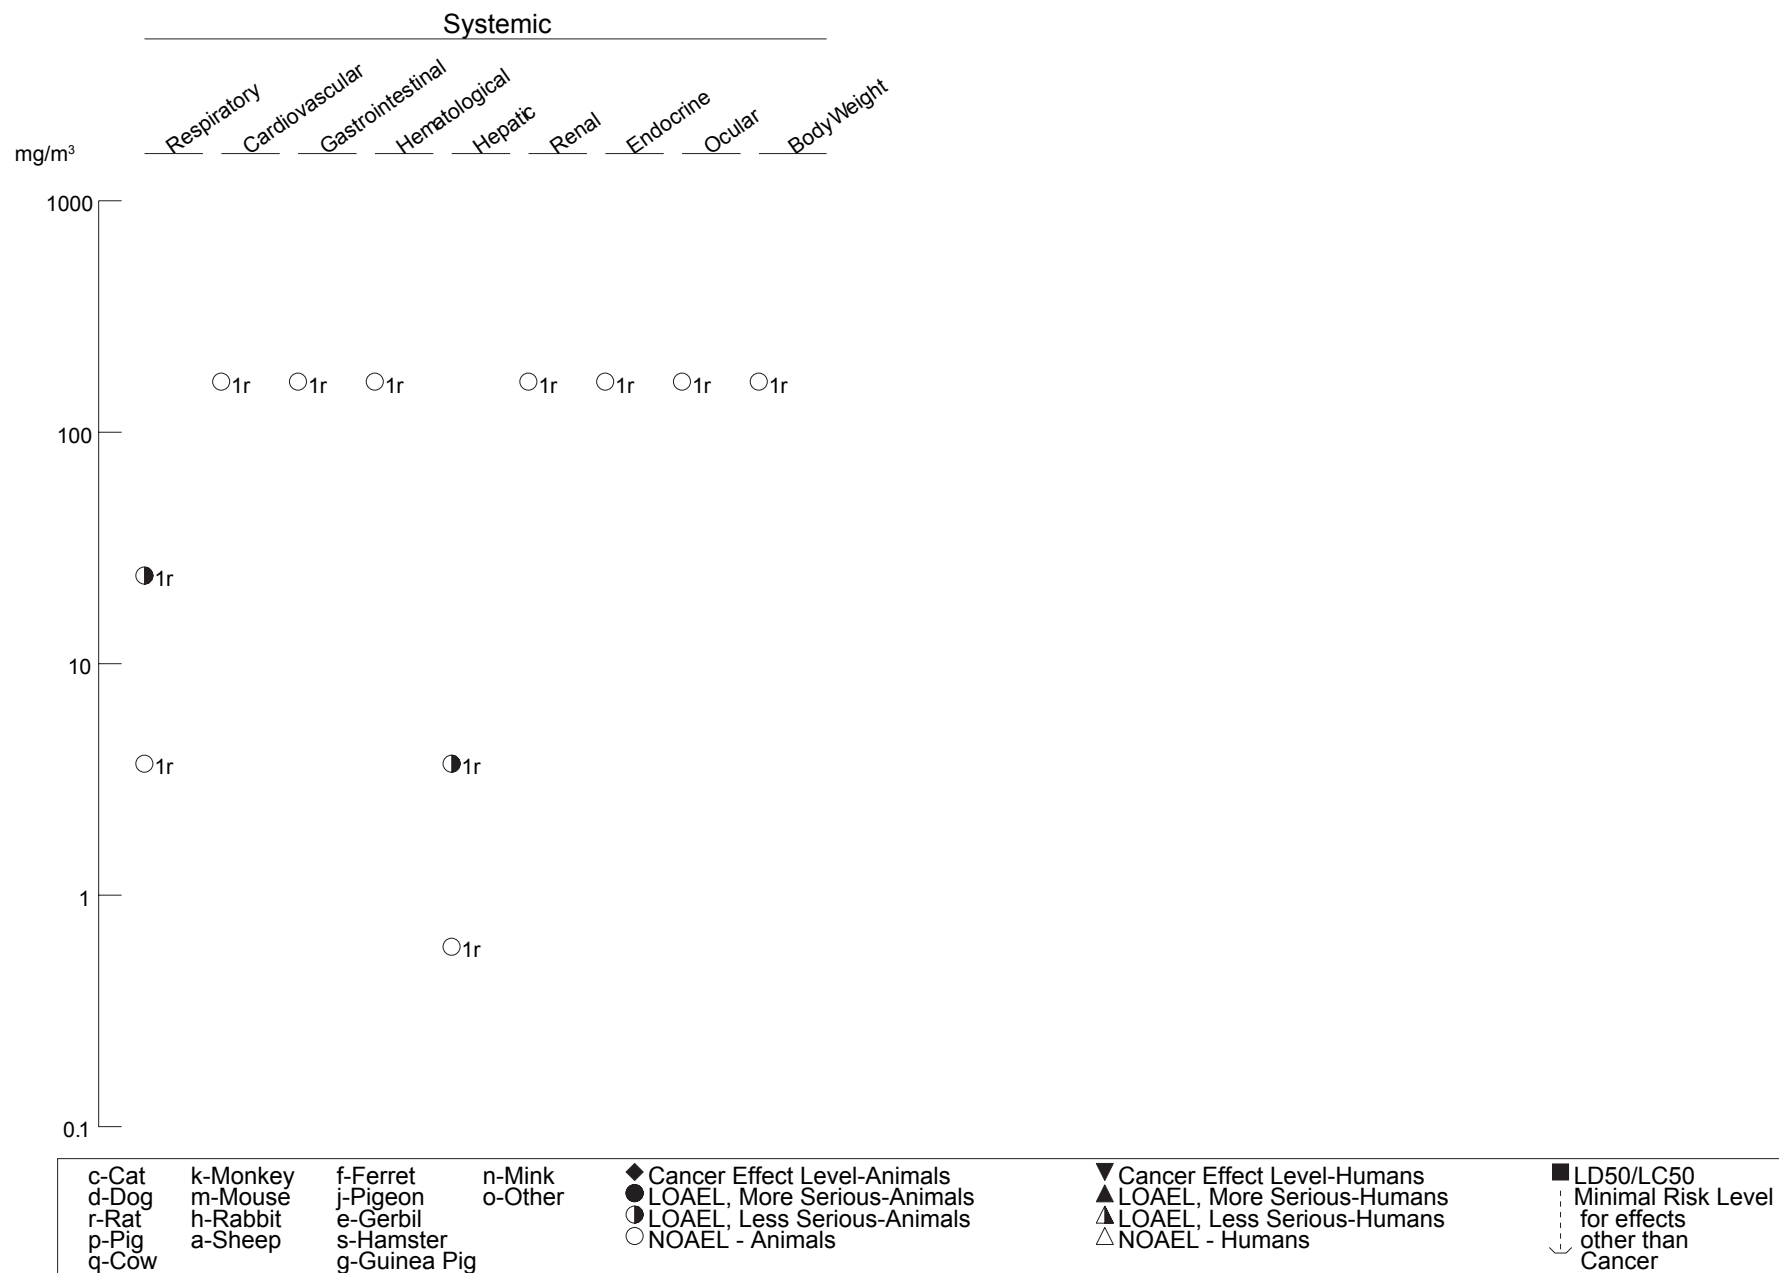 Systemic
Respiratory
Cardiovascular
Gastrointestinal
Hematological
Hepatic
Renal
Endocrine
Ocular
Body Weight
mg/m³
1000
1r 1r 1r 1r 1r 1r 1r
100
1r
10
1r 1r
1
1r
0.1
c-Cat k-Monkey f-Ferret n-Mink Cancer Effect Level-Animals Cancer Effect Level-Humans LD50/LC50
d-Dog m-Mouse j-Pigeon o-Other LOAEL, More Serious-Animals LOAEL, More Serious-Humans Minimal Risk Level
r-Rat h-Rabbit e-Gerbil LOAEL, Less Serious-Animals LOAEL, Less Serious-Humans for effects
p-Pig a-Sheep s-Hamster NOAEL - Animals NOAEL - Humans other than
q-Cow g-Guinea Pig Cancer